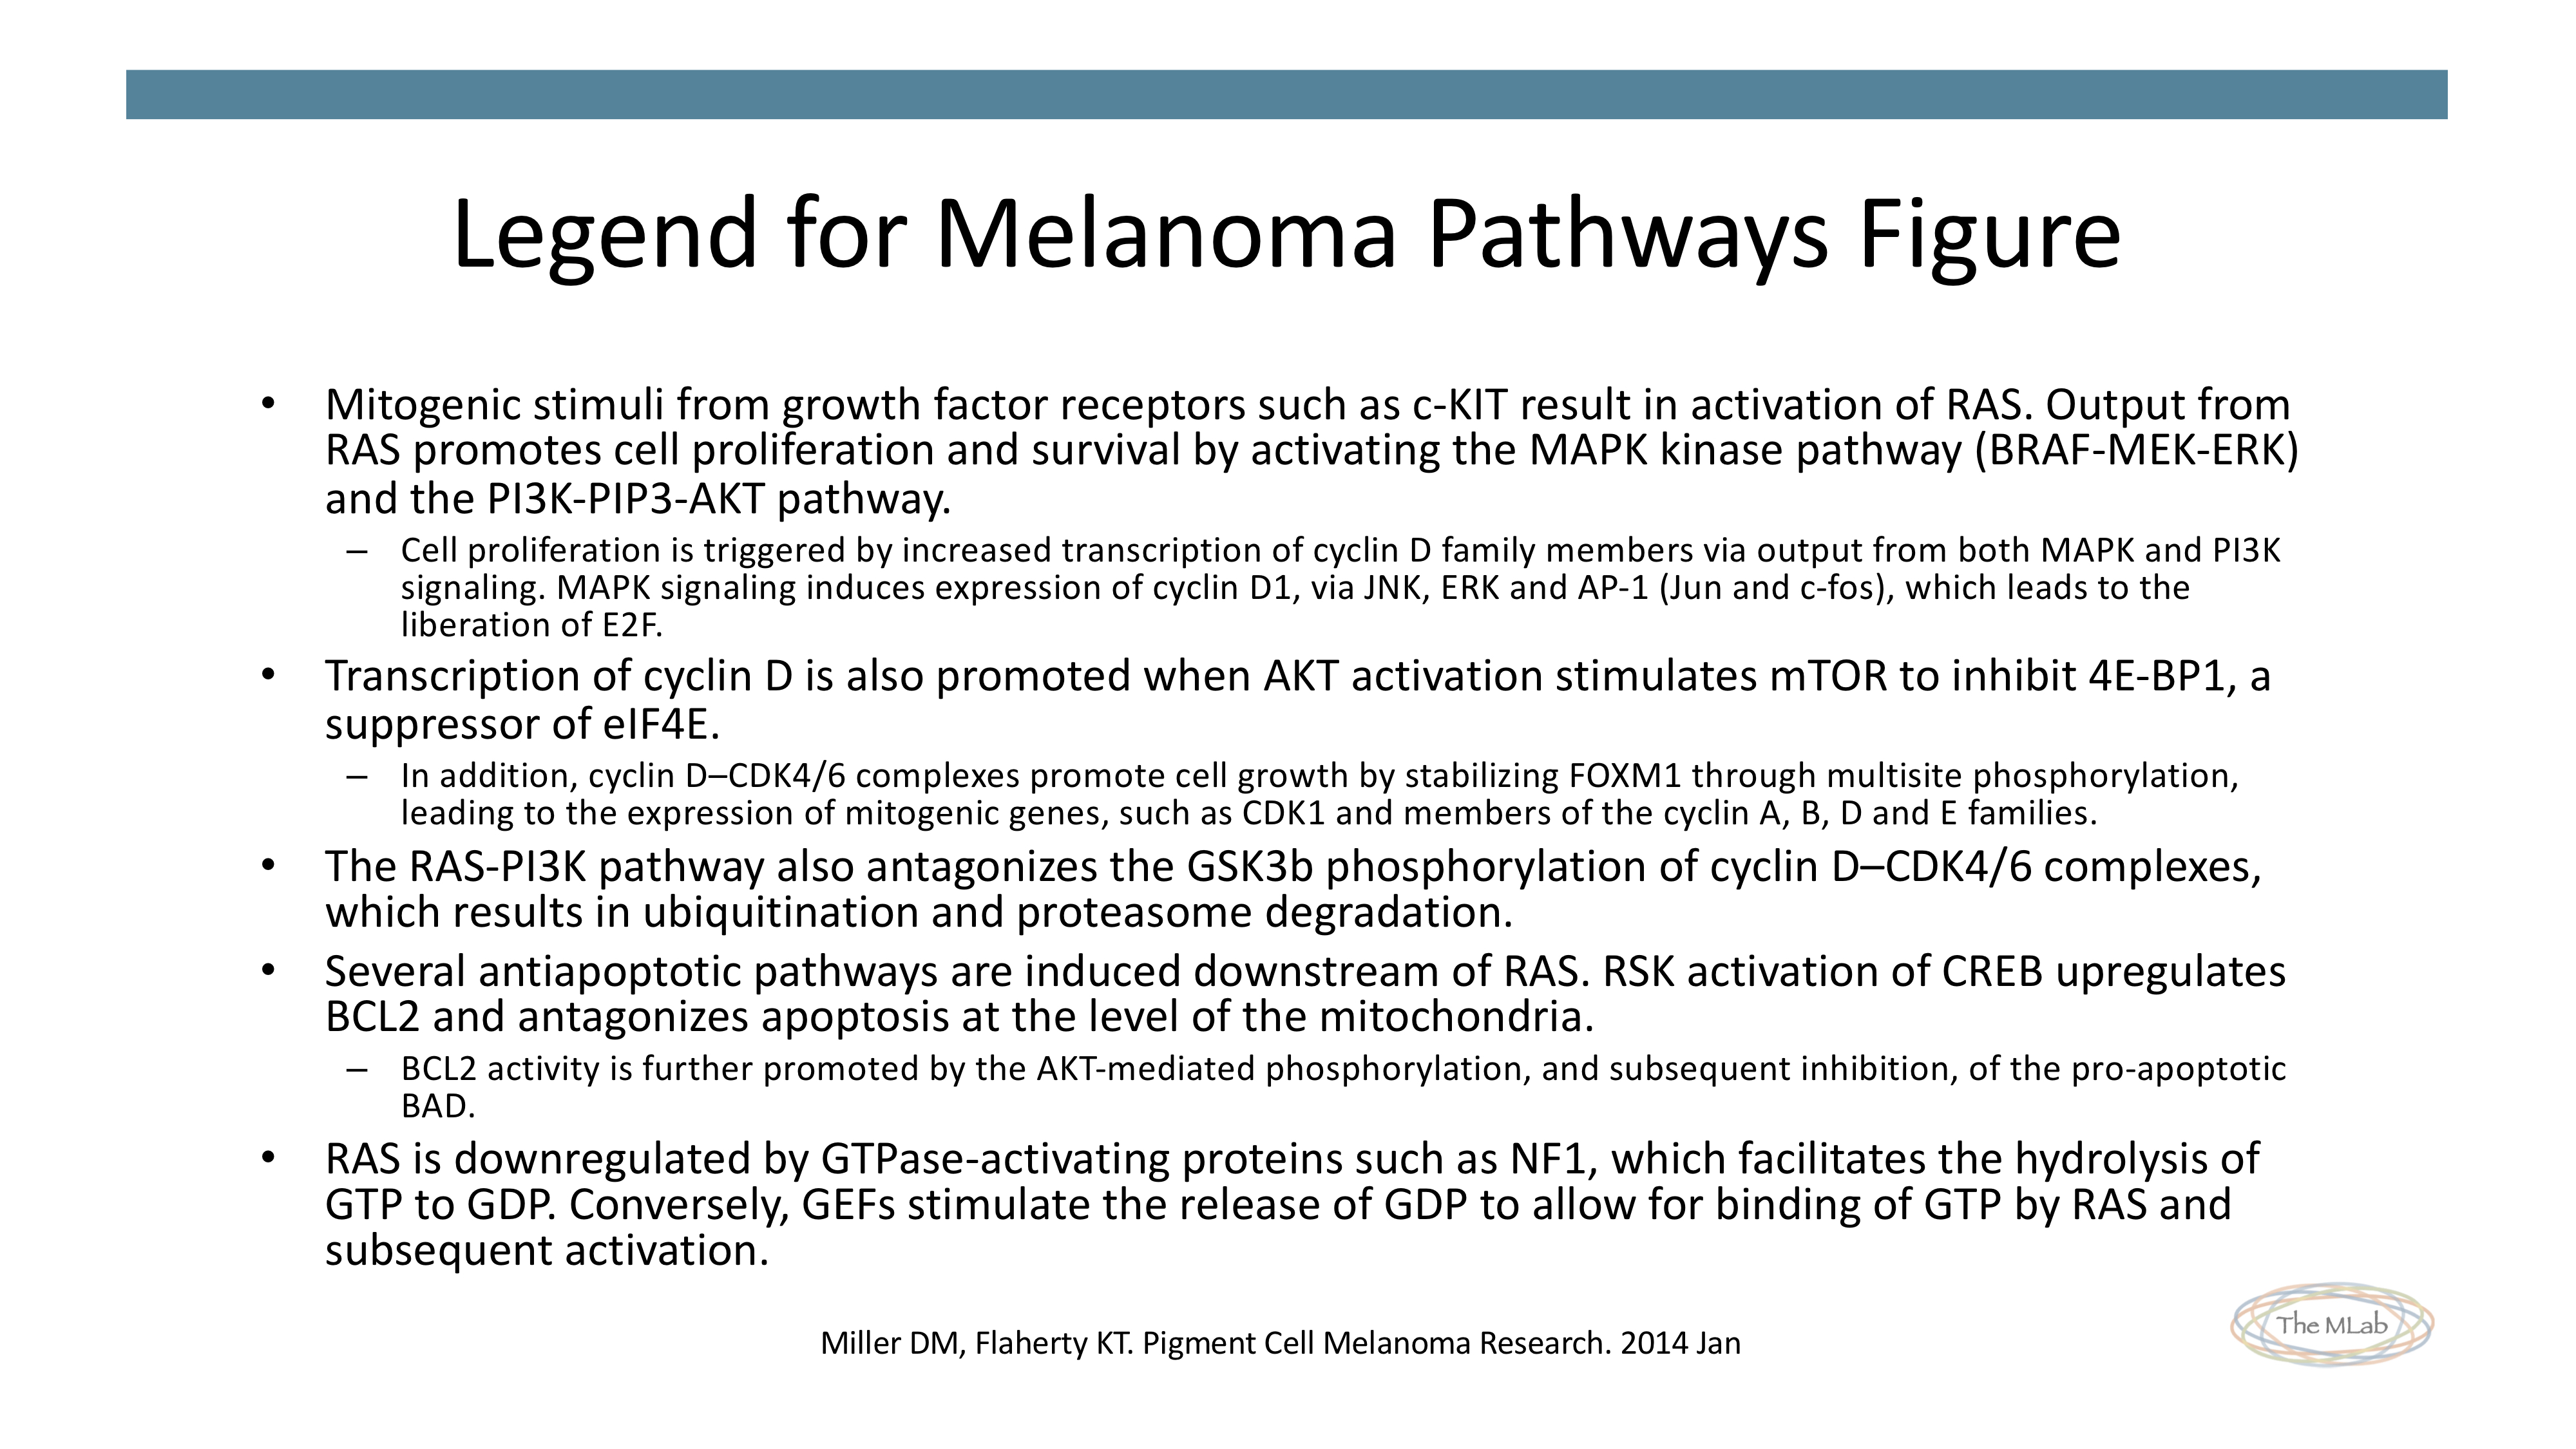 Legend for Melanoma Pathways Figure
• Mitogenic stimuli from growth factor receptors such as c-KIT result in activation of RAS. Output from
RAS promotes cell proliferation and survival by activating the MAPK kinase pathway (BRAF-MEK-ERK)
and the PI3K-PIP3-AKT pathway.
– Cell proliferation is triggered by increased transcription of cyclin D family members via output from both MAPK and PI3K
signaling. MAPK signaling induces expression of cyclin D1, via JNK, ERK and AP-1 (Jun and c-fos), which leads to the
liberation of E2F.
• Transcription of cyclin D is also promoted when AKT activation stimulates mTOR to inhibit 4E-BP1, a
suppressor of eIF4E.
– In addition, cyclin D–CDK4/6 complexes promote cell growth by stabilizing FOXM1 through multisite phosphorylation,
leading to the expression of mitogenic genes, such as CDK1 and members of the cyclin A, B, D and E families.
• The RAS-PI3K pathway also antagonizes the GSK3b phosphorylation of cyclin D–CDK4/6 complexes,
which results in ubiquitination and proteasome degradation.
• Several antiapoptotic pathways are induced downstream of RAS. RSK activation of CREB upregulates
BCL2 and antagonizes apoptosis at the level of the mitochondria.
– BCL2 activity is further promoted by the AKT-mediated phosphorylation, and subsequent inhibition, of the pro-apoptotic
BAD.
• RAS is downregulated by GTPase-activating proteins such as NF1, which facilitates the hydrolysis of
GTP to GDP. Conversely, GEFs stimulate the release of GDP to allow for binding of GTP by RAS and
subsequent activation.
The MLab
Miller DM, Flaherty KT. Pigment Cell Melanoma Research. 2014 Jan